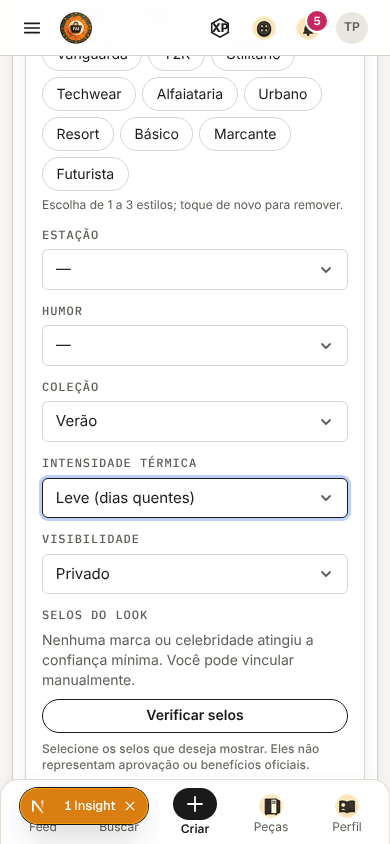 XP
5
TP
Vanguarda Y2K Utilitário
Techwear Alfaiataria Urbano
Resort Básico Marcante
Futurista
Escolha de 1 a 3 estilos; toque de novo para remover.
ESTAÇÃO
—
HUMOR
—
COLEÇÃO
Verão
INTENSIDADE TÉRMICA
Leve (dias quentes)
VISIBILIDADE
Privado
SELOS DO LOOK
Nenhuma marca ou celebridade atingiu a
confiança mínima. Você pode vincular
manualmente.
Verificar selos
Selecione os selos que deseja mostrar. Eles não
representam aprovação ou benefícios oficiais.
N 1 Insight
Feed Buscar Criar Peças Perfil